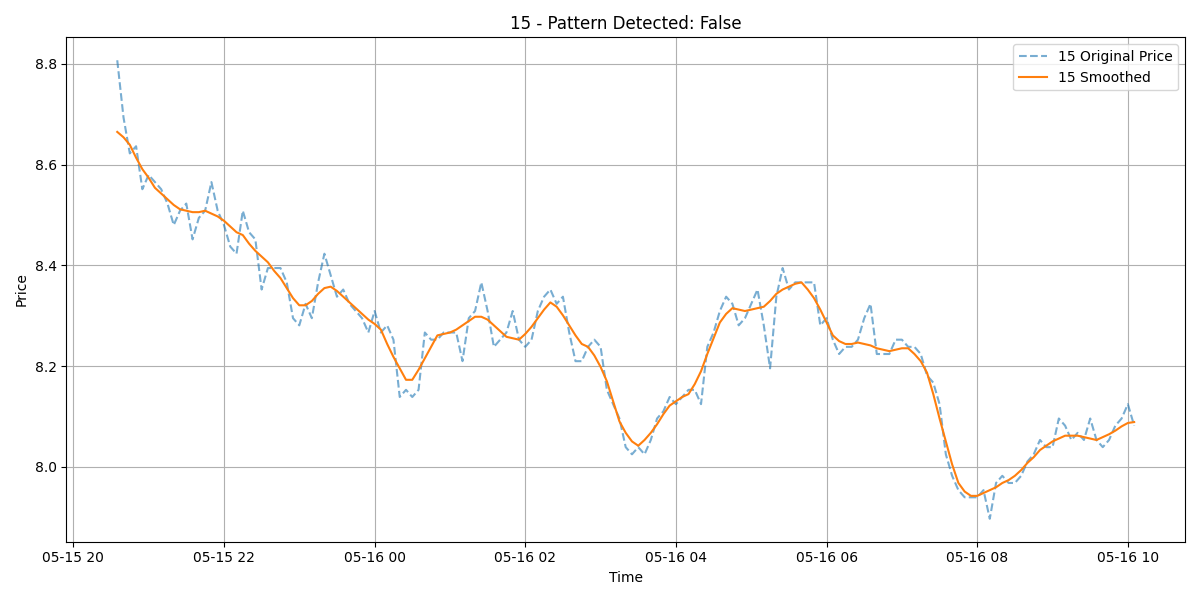 15 - Pattern Detected: False
15 Original Price
15 Smoothed
Price
8.8
8.6
8.4
8.2
8.0
05-15 20
05-15 22
05-16 00
05-16 02
05-16 04
05-16 06
05-16 08
05-16 10
Time